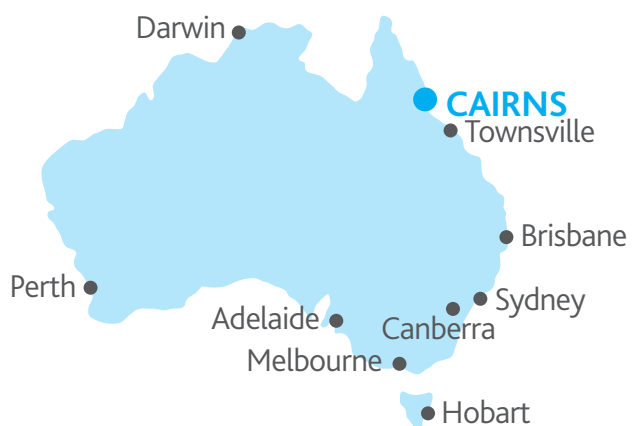 Darwin
CAIRNS
Townsville
Brisbane
Perth
Sydney
Adelaide
Canberra
Melbourne
Hobart